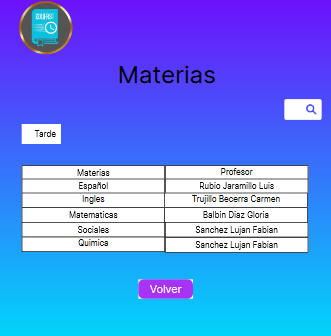 Materias
Tarde
Materias Profesor
Español Rubio Jaramillo Luis
Ingles Trujillo Becerra Carmen
Matematicas Balbin Diaz Gloria
Sociales Sanchez Lujan Fabian
Quimica Sanchez Lujan Fabian
Volver